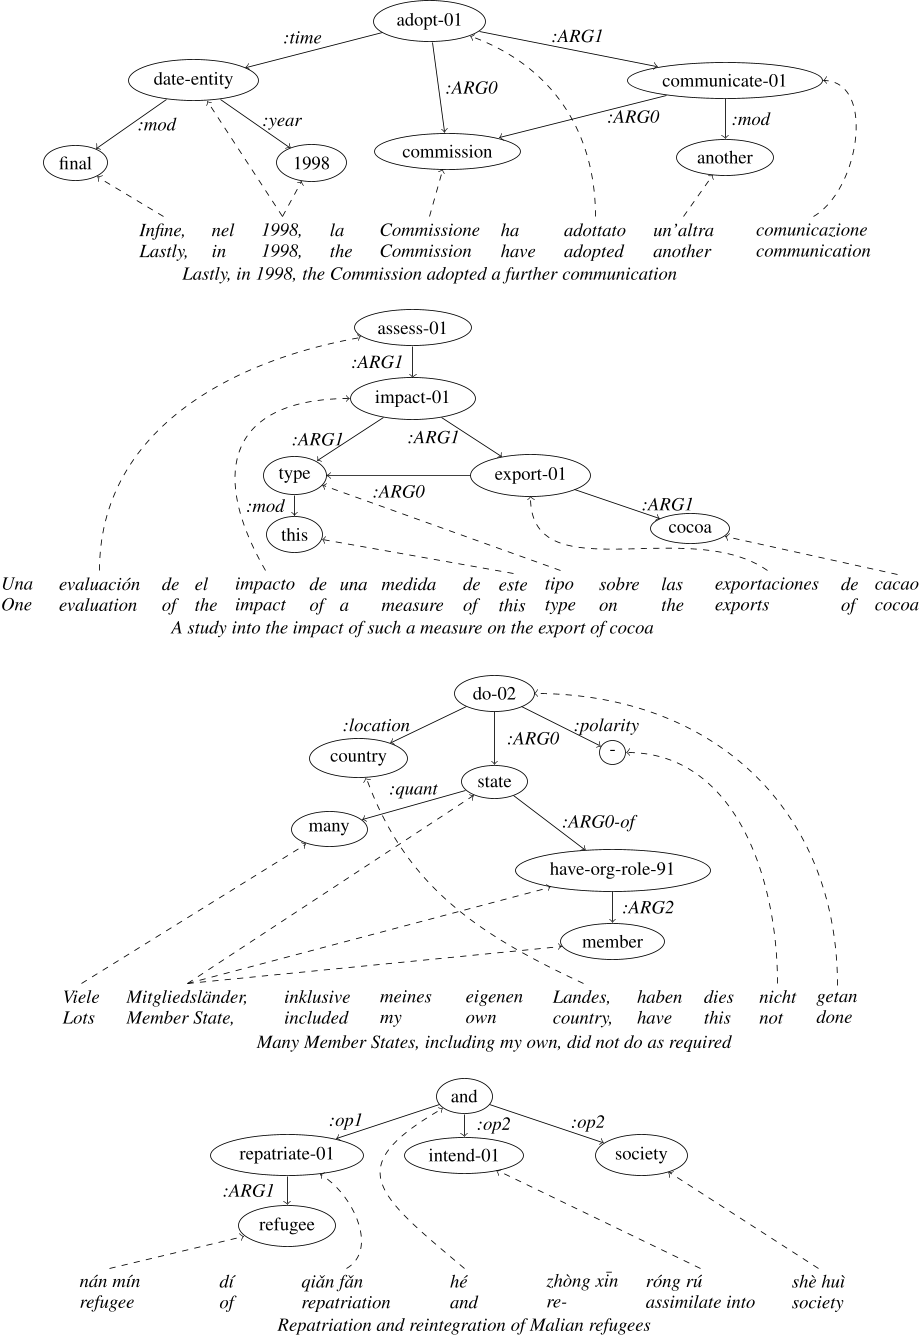 adopt-01
:time :ARG1
date-entity :ARG0 communicate-01
:mod :year :ARG0 :mod
final 1998 commission another
Infine, nel 1998, la Commissione ha adottato un'altra comunicazione
Lastly, in 1998, the Commission have adopted another communication
Lastly, in 1998, the Commission adopted a further communication
assess-01
:ARG1
impact-01
:ARG1 :ARG1
type export-01
:ARG0
:mod :ARG1
this cocoa
Una evaluación de el impacto de una medida de este tipo sobre las exportaciones de cacao
One evaluation of the impact of a measure of this type on the exports of cocoa
A study into the impact of such a measure on the export of cocoa
do-02
:location :ARG0 :polarity
country -
state
:quant
many :ARG0-of
have-org-role-91
:ARG2
member
Viele Mitgliedsländer, inklusive meines eigenen Landes, haben dies nicht getan
Lots Member State, included my own country, have this not done
Many Member States, including my own, did not do as required
and
:op1 :op2 :op2
repatriate-01 intend-01 society
:ARG1
refugee
nán mín dí qiǎn fǎn hé zhòng xīn róng rú shè huì
refugee of repatriation and re- assimilate into society
Repatriation and reintegration of Malian refugees